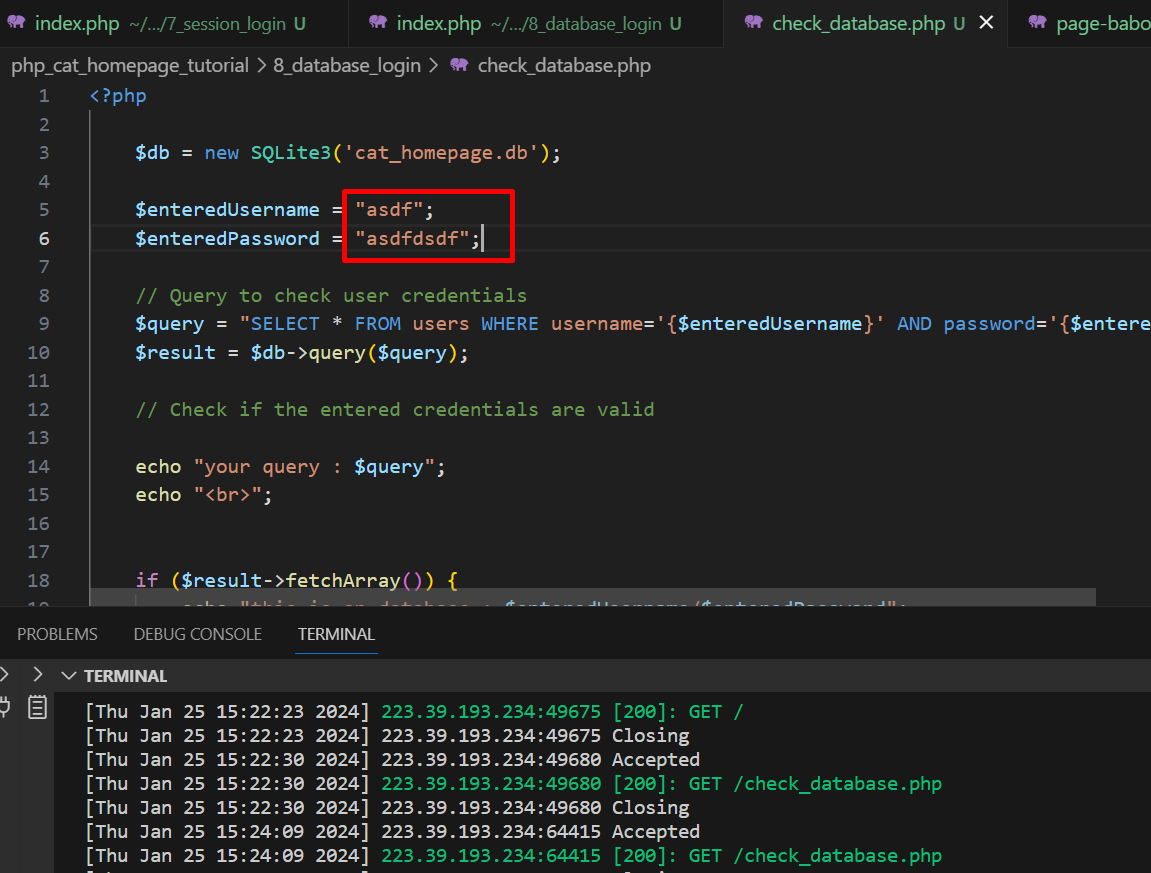 index.php ~/.../7_session_login U
index.php ~/.../8_database_login U
check_database.php U
page-babo
php_cat_homepage_tutorial > 8_database_login > check_database.php
1 <?php
2
3 $db = new SQLite3('cat_homepage.db');
4
5 $enteredUsername = "asdf";
6 $enteredPassword = "asdfdsdf";
7
8 // Query to check user credentials
9 $query = "SELECT * FROM users WHERE username='{$enteredUsername}' AND password='{$entere
10 $result = $db->query($query);
11
12 // Check if the entered credentials are valid
13
14 echo "your query : $query";
15 echo "<br>";
16
17
18 if ($result->fetchArray()) {
PROBLEMS DEBUG CONSOLE TERMINAL
TERMINAL
[Thu Jan 25 15:22:23 2024] 223.39.193.234:49675 [200]: GET /
[Thu Jan 25 15:22:23 2024] 223.39.193.234:49675 Closing
[Thu Jan 25 15:22:30 2024] 223.39.193.234:49680 Accepted
[Thu Jan 25 15:22:30 2024] 223.39.193.234:49680 [200]: GET /check_database.php
[Thu Jan 25 15:22:30 2024] 223.39.193.234:49680 Closing
[Thu Jan 25 15:24:09 2024] 223.39.193.234:64415 Accepted
[Thu Jan 25 15:24:09 2024] 223.39.193.234:64415 [200]: GET /check_database.php